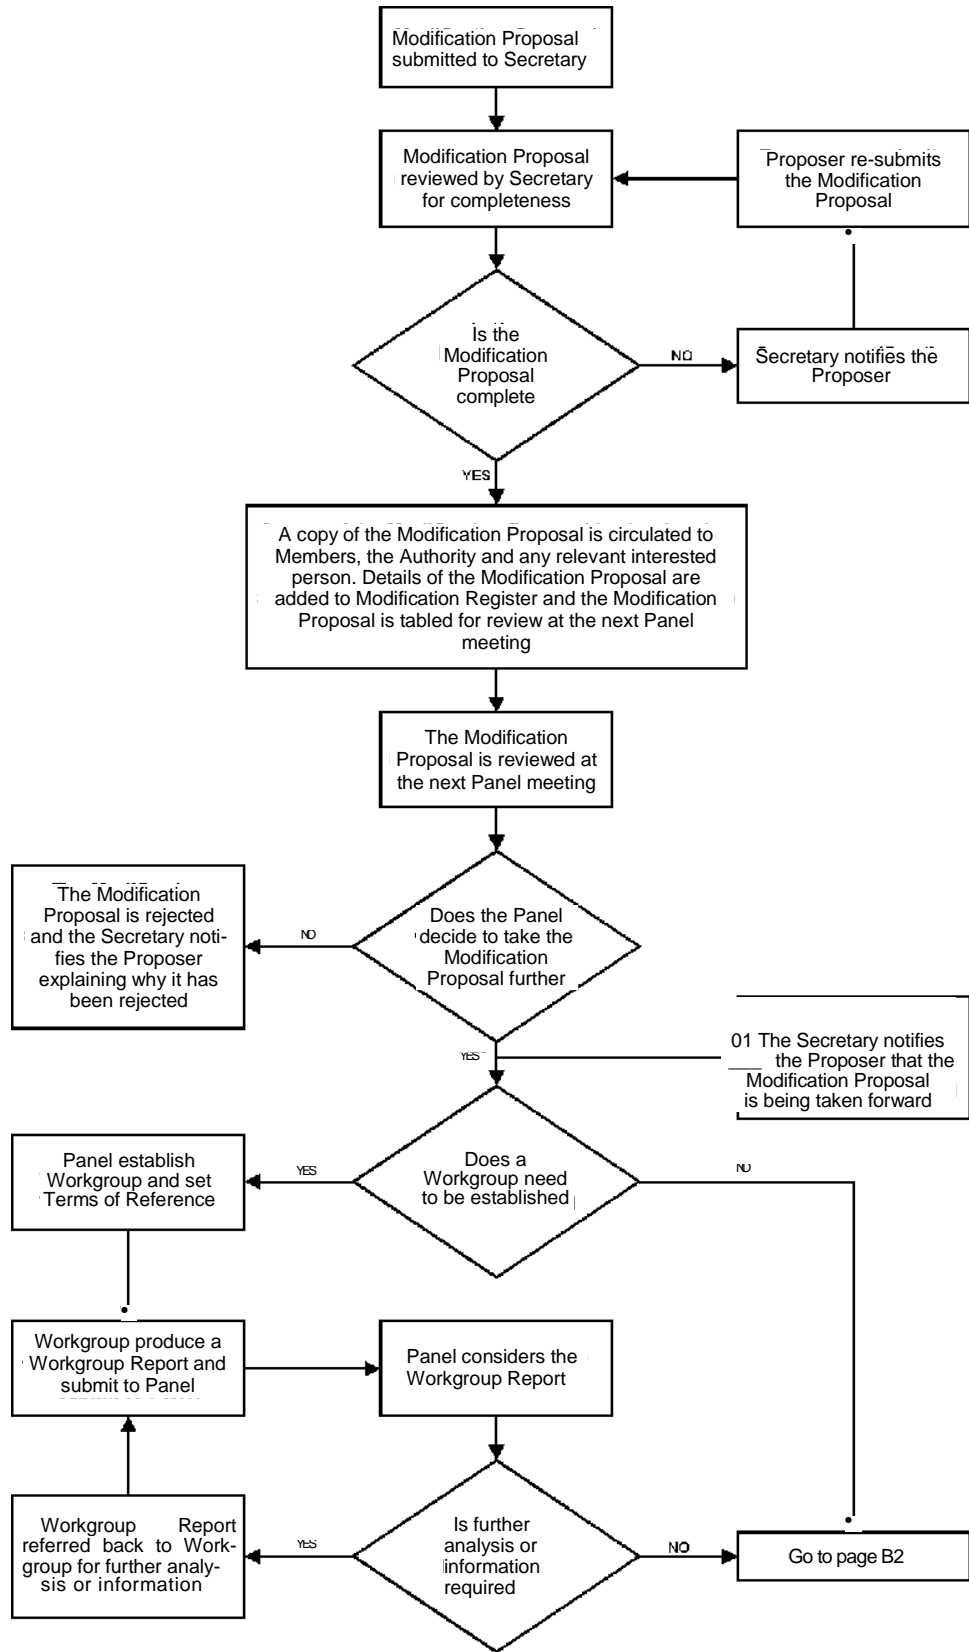 Modification Proposal
submitted to Secretary
Modification Proposal
reviewed by Secretary
for completeness
Proposer re-submits
the Modification
Proposal
Is the
Modification
Proposal
complete
NO
Secretary notifies the
Proposer
YES
A copy of the Modification Proposal is circulated to
Members, the Authority and any relevant interested
person. Details of the Modification Proposal are
added to Modification Register and the Modification
Proposal is tabled for review at the next Panel
meeting
The Modification
Proposal is reviewed at
the next Panel meeting
The Modification
Proposal is rejected
and the Secretary noti-
fies the Proposer
explaining why it has
been rejected
NO
Does the Panel
decide to take the
Modification
Proposal further
YES
01 The Secretary notifies
___ the Proposer that the
Modification Proposal
is being taken forward
Panel establish
Workgroup and set
Terms of Reference
YES
Does a
Workgroup need
to be established
NO
Workgroup produce a
Workgroup Report and
submit to Panel
Panel considers the
Workgroup Report
Workgroup Report
referred back to Work-
group for further analy-
sis or information
YES
Is further
analysis or
information
required
NO
Go to page B2